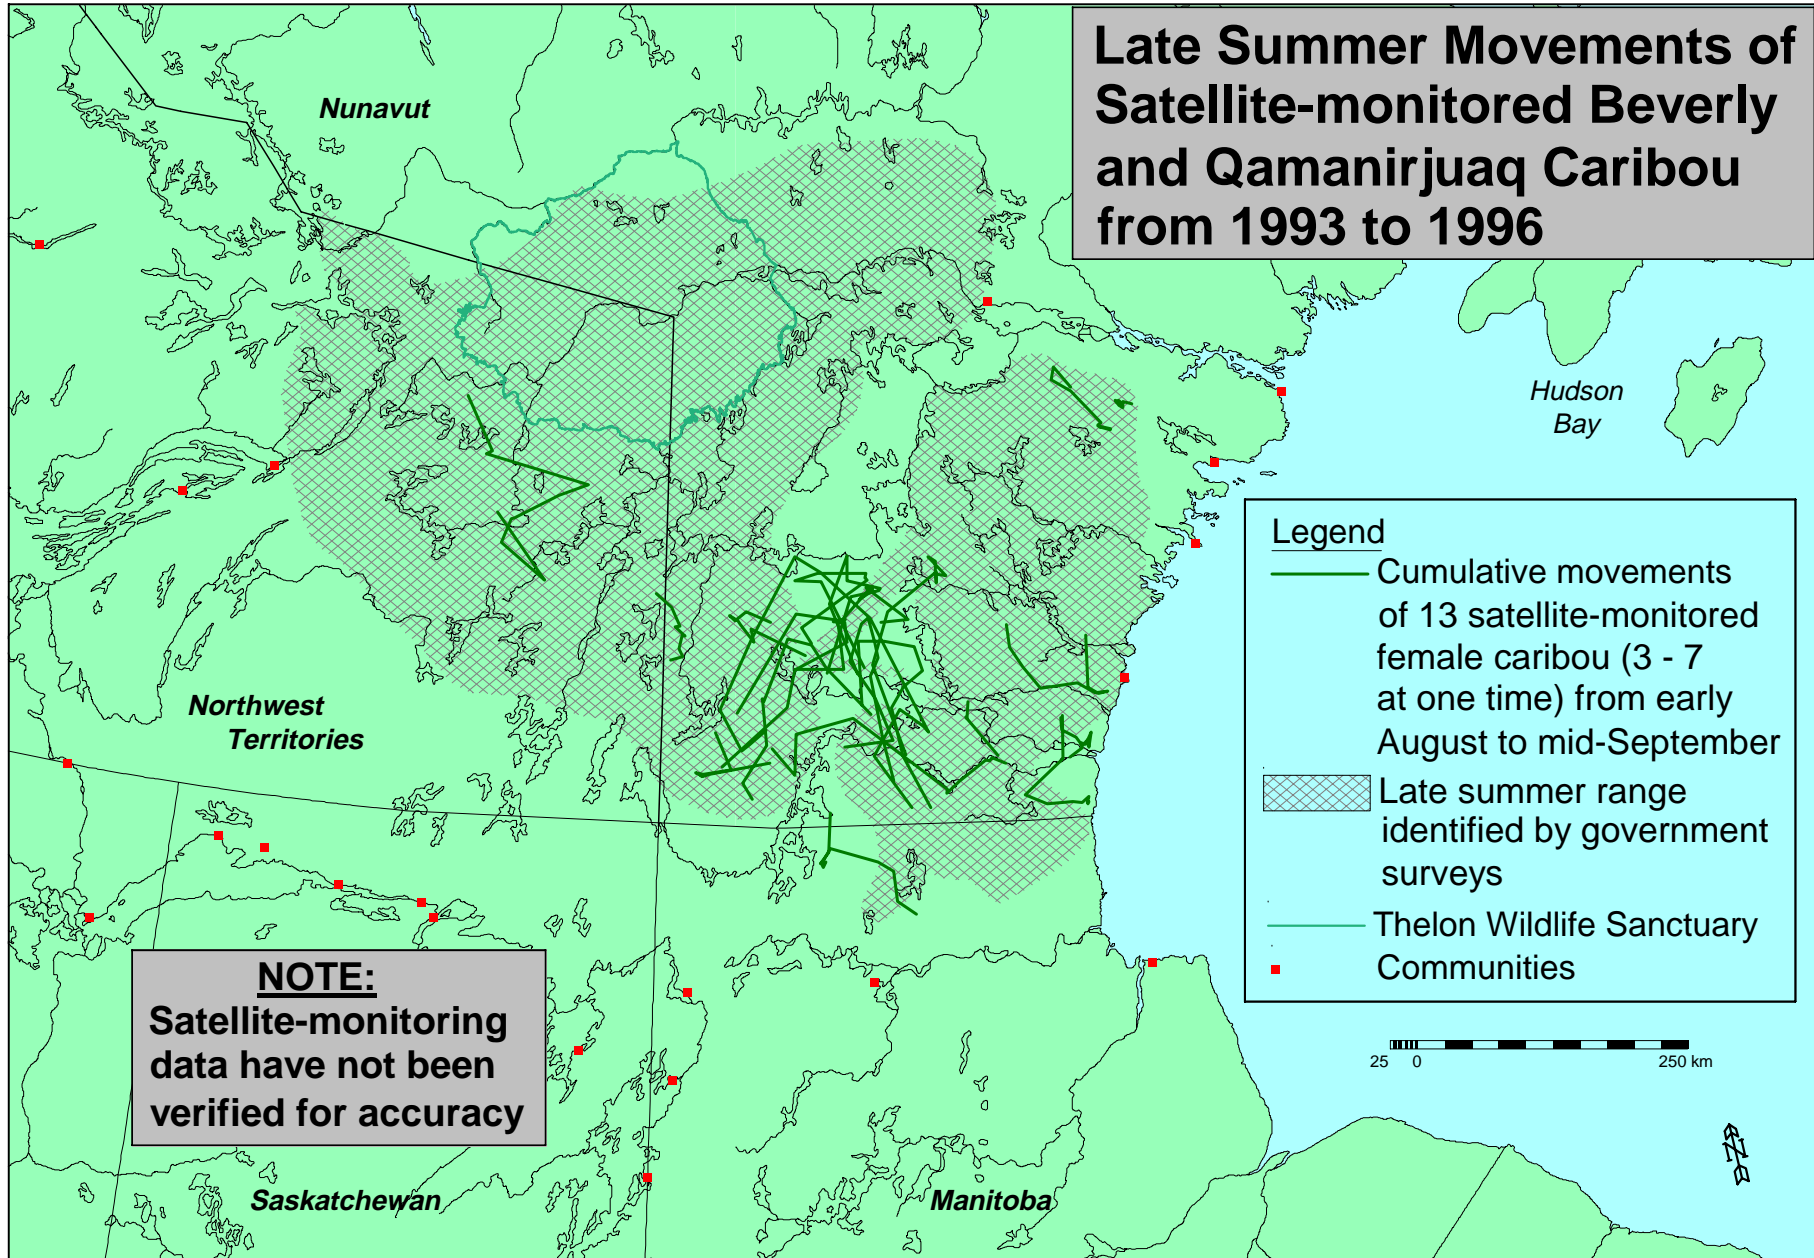 Late Summer Movements of
Satellite-monitored Beverly
and Qamanirjuaq Caribou
from 1993 to 1996
Nunavut
Hudson
Bay
Legend
Cumulative movements
of 13 satellite-monitored
female caribou (3 - 7
at one time) from early
August to mid-September
Late summer range
identified by government
surveys
Thelon Wildlife Sanctuary
Communities
Northwest
Territories
NOTE:
Satellite-monitoring
data have not been
verified for accuracy
25 0 250 km
N
Saskatchewan
Manitoba